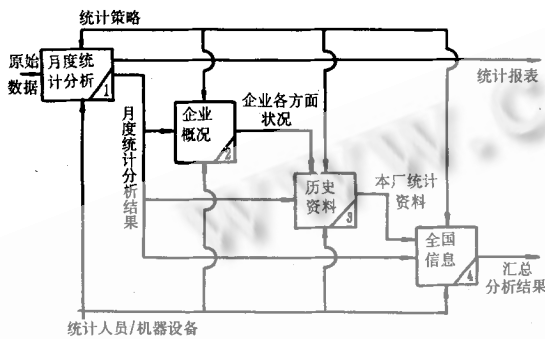 统计策略
原始
数据
月度统
计分析
1
统计报表
月度统计分析结果
企业
概况
2
企业各方面
状况
历史
资料
3
本厂统计
资料
全国
信息
4
汇总
分析结果
统计人员/机器设备
www.c